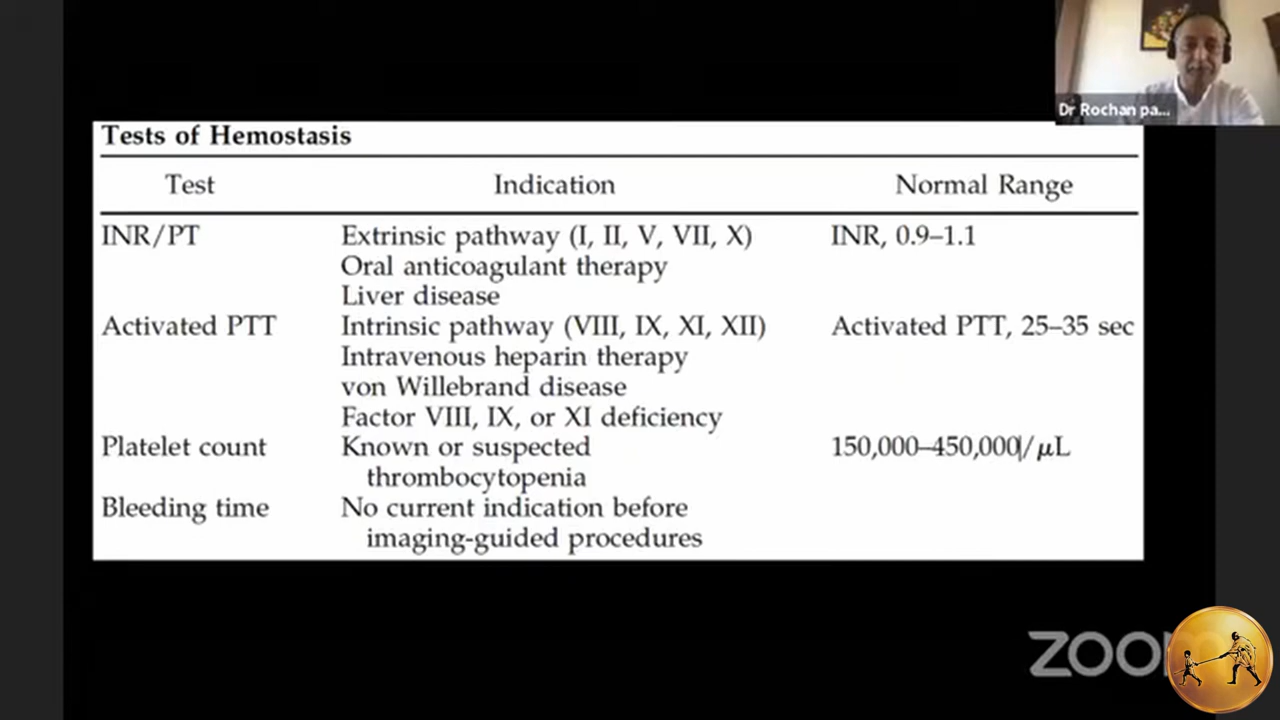 Dr Rochan pa...
Tests of Hemostasis
Test Indication Normal Range
INR/PT Extrinsic pathway (I, II, V, VII, X) INR, 0.9–1.1
Oral anticoagulant therapy
Liver disease
Activated PTT Intrinsic pathway (VIII, IX, XI, XII) Activated PTT, 25–35 sec
Intravenous heparin therapy
von Willebrand disease
Factor VIII, IX, or XI deficiency
Platelet count Known or suspected 150,000–450,000/μL
thrombocytopenia
Bleeding time No current indication before
imaging-guided procedures
ZOOM